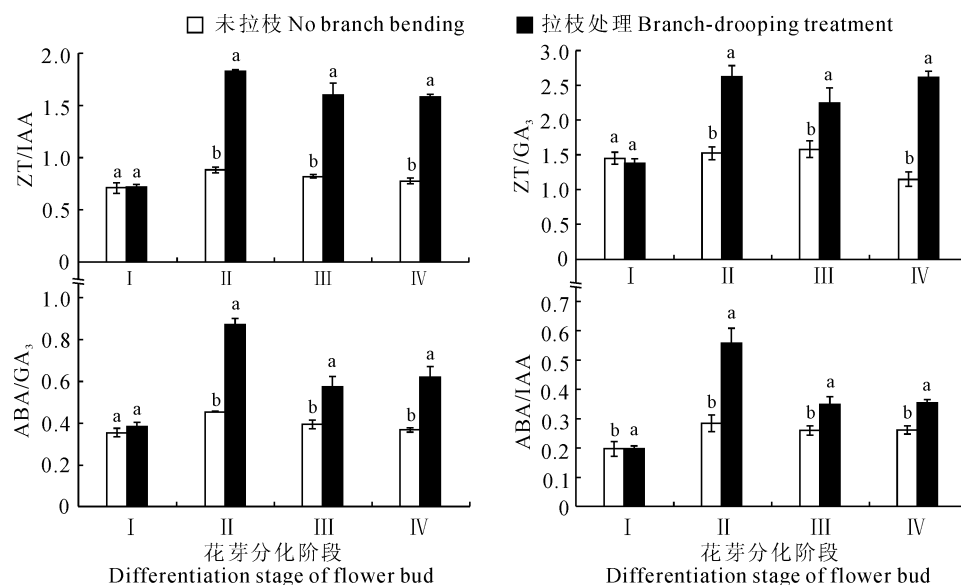 未拉枝 No branch bending
拉枝处理 Branch-drooping treatment
ZT/IAA
2.0
1.5
1.0
0.5
0
a a
b a
b a
b a
I II III IV
ZT/GA3
3.0
2.5
2.0
1.5
1.0
0.5
0
a a
b a
b a
b a
I II III IV
ABA/GA3
1.0
0.8
0.6
0.4
0.2
0
a a
b a
b a
b a
I II III IV
花芽分化阶段
Differentiation stage of flower bud
ABA/IAA
0.7
0.6
0.5
0.4
0.3
0.2
0.1
0
b a
b a
b a
b a
I II III IV
花芽分化阶段
Differentiation stage of flower bud